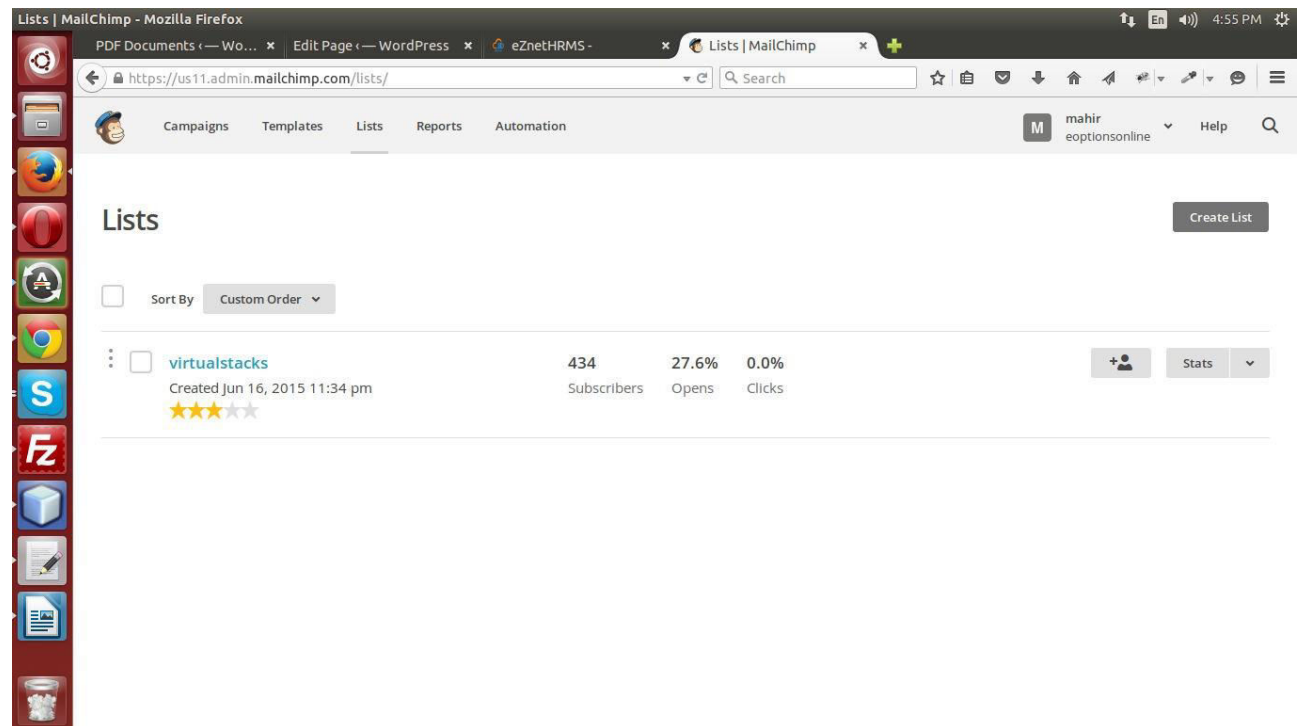 Lists | MailChimp - Mozilla Firefox En 4:55 PM
PDF Documents ‹ — Wo... × Edit Page ‹ — WordPress × eZnetHRMS - × Lists | MailChimp ×
https://us11.admin.mailchimp.com/lists/ Search
Campaigns Templates Lists Reports Automation M mahir Help
eoptionsonline
Lists Create List
Sort By Custom Order
virtualstacks 434 27.6% 0.0% Stats
Created Jun 16, 2015 11:34 pm Subscribers Opens Clicks